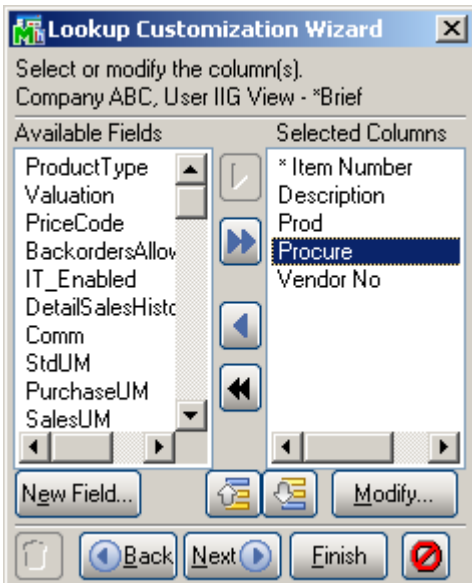 Lookup Customization Wizard
Select or modify the column(s).
Company ABC, User IIG View - *Brief
Available Fields
Selected Columns
ProductType
Valuation
PriceCode
BackordersAllov
IT_Enabled
DetailSalesHisto
Comm
StdUM
PurchaseUM
SalesUM
* Item Number
Description
Prod
Procure
Vendor No
New Field...
Modify...
Back
Next
Finish